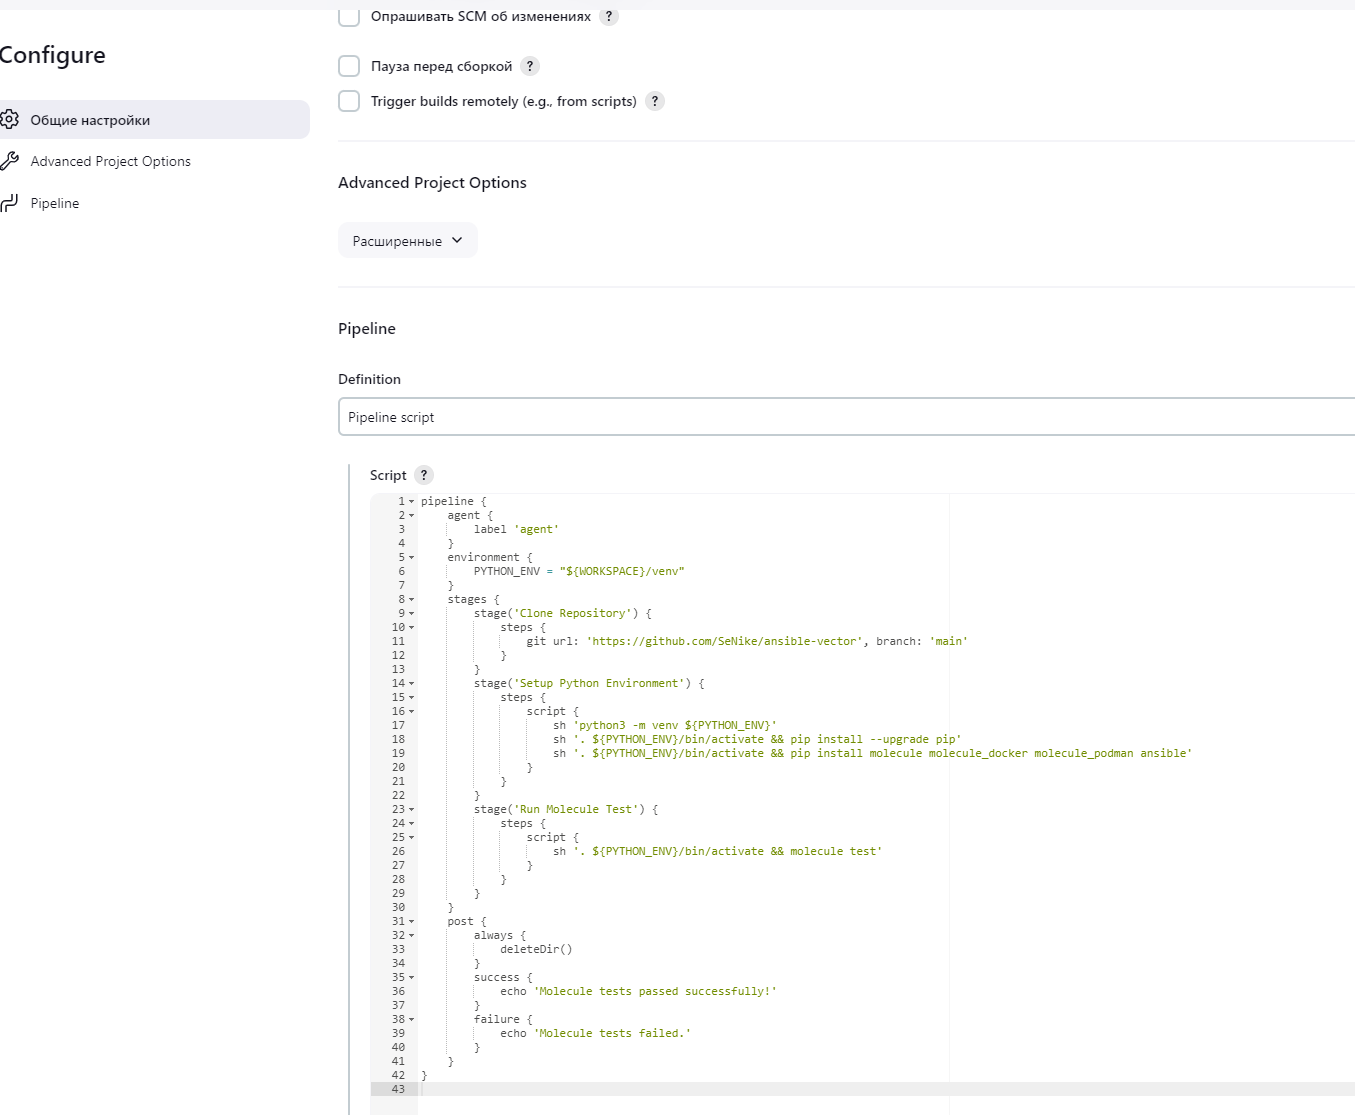 Опрашивать SCM об изменениях ?
Configure
Пауза перед сборкой ?
Trigger builds remotely (e.g., from scripts) ?
Общие настройки
Advanced Project Options
Pipeline
Advanced Project Options
Расширенные
Pipeline
Definition
Pipeline script
Script ?
1 pipeline {
2     agent {
3         label 'agent'
4     }
5     environment {
6         PYTHON_ENV = "${WORKSPACE}/venv"
7     }
8     stages {
9         stage('Clone Repository') {
10             steps {
11                 git url: 'https://github.com/SeNike/ansible-vector', branch: 'main'
12             }
13         }
14         stage('Setup Python Environment') {
15             steps {
16                 script {
17                     sh 'python3 -m venv ${PYTHON_ENV}'
18                     sh '. ${PYTHON_ENV}/bin/activate && pip install --upgrade pip'
19                     sh '. ${PYTHON_ENV}/bin/activate && pip install molecule molecule_docker molecule_podman ansible'
20                 }
21             }
22         }
23         stage('Run Molecule Test') {
24             steps {
25                 script {
26                     sh '. ${PYTHON_ENV}/bin/activate && molecule test'
27                 }
28             }
29         }
30     }
31     post {
32         always {
33             deleteDir()
34         }
35         success {
36             echo 'Molecule tests passed successfully!'
37         }
38         failure {
39             echo 'Molecule tests failed.'
40         }
41     }
42 }
43